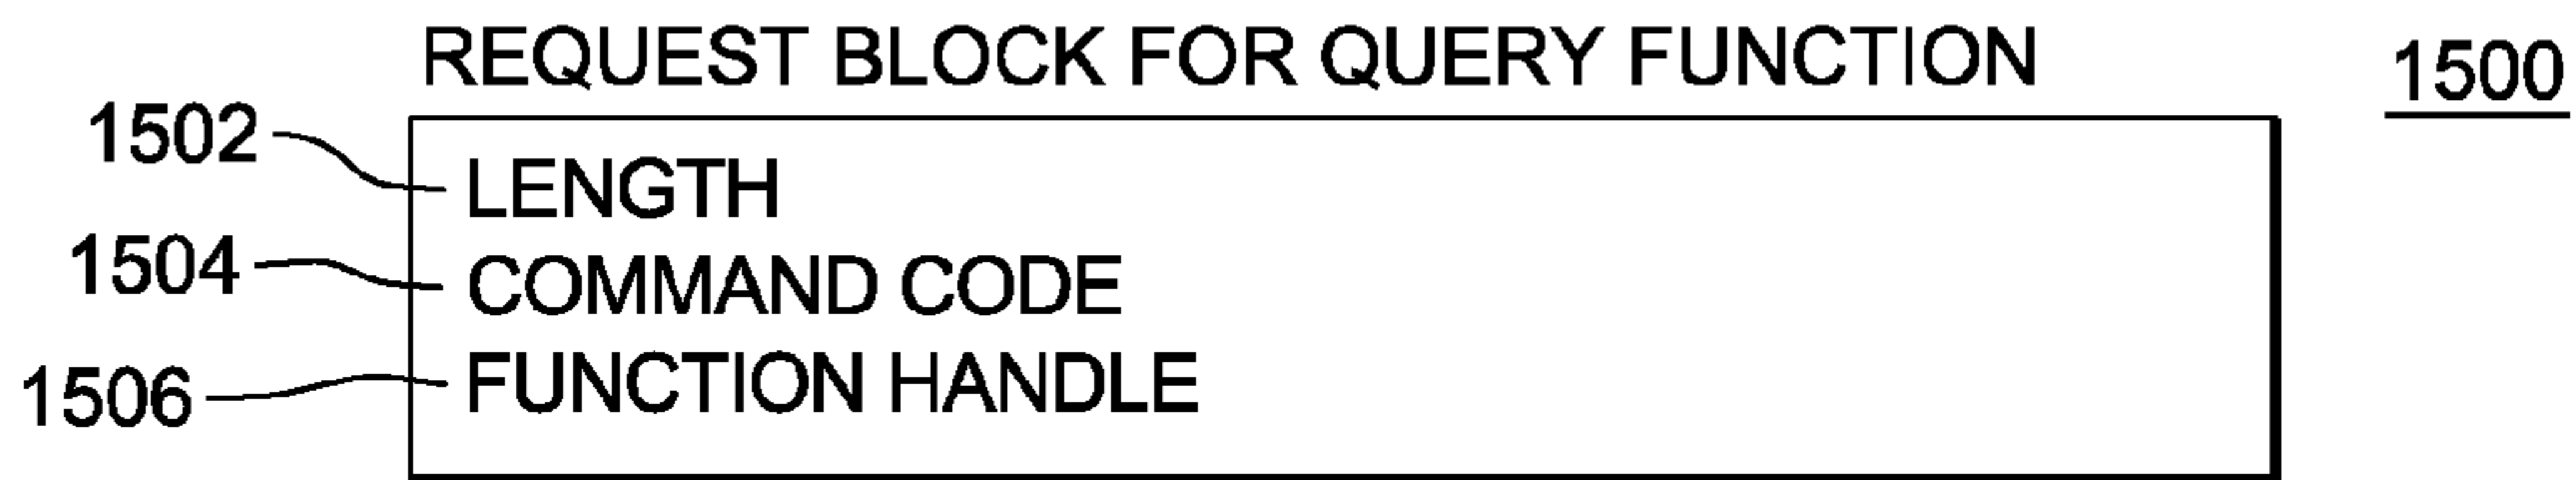 REQUEST BLOCK FOR QUERY FUNCTION
1500
1502
LENGTH
1504
COMMAND CODE
1506
FUNCTION HANDLE